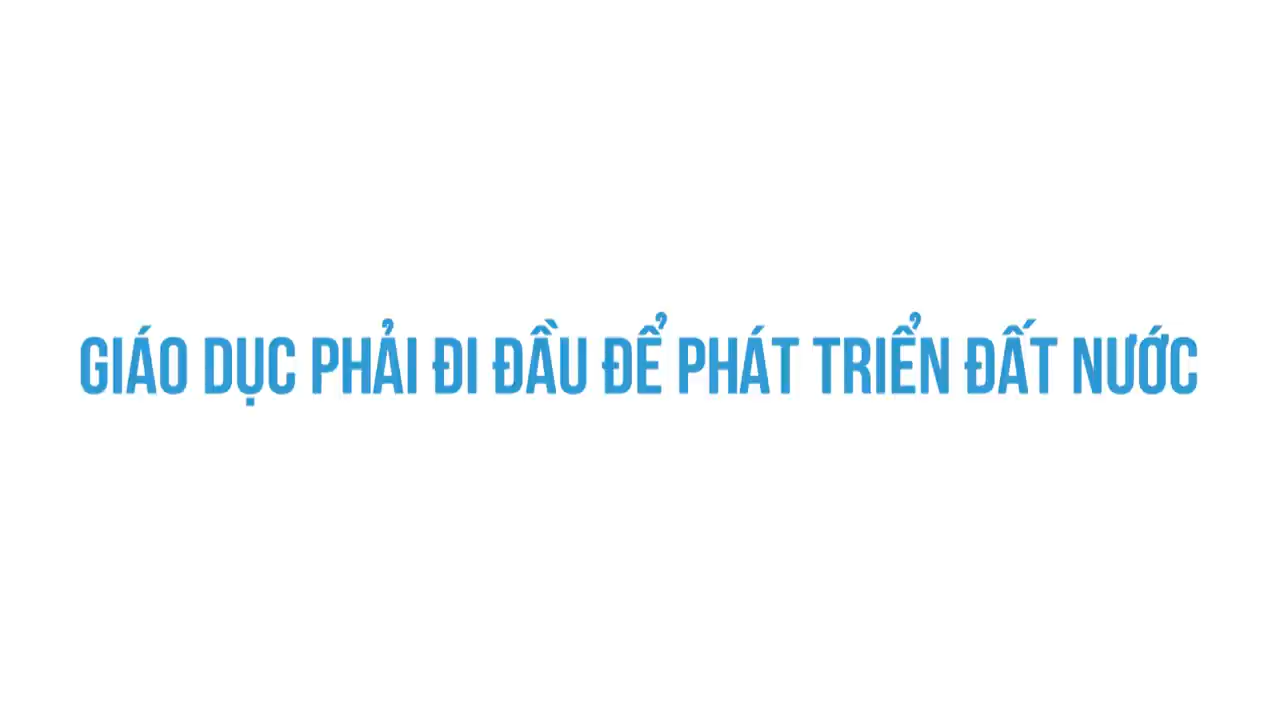 GIÁO DỤC PHẢI ĐI ĐẦU ĐỂ PHÁT TRIỂN ĐẤT NƯỚC